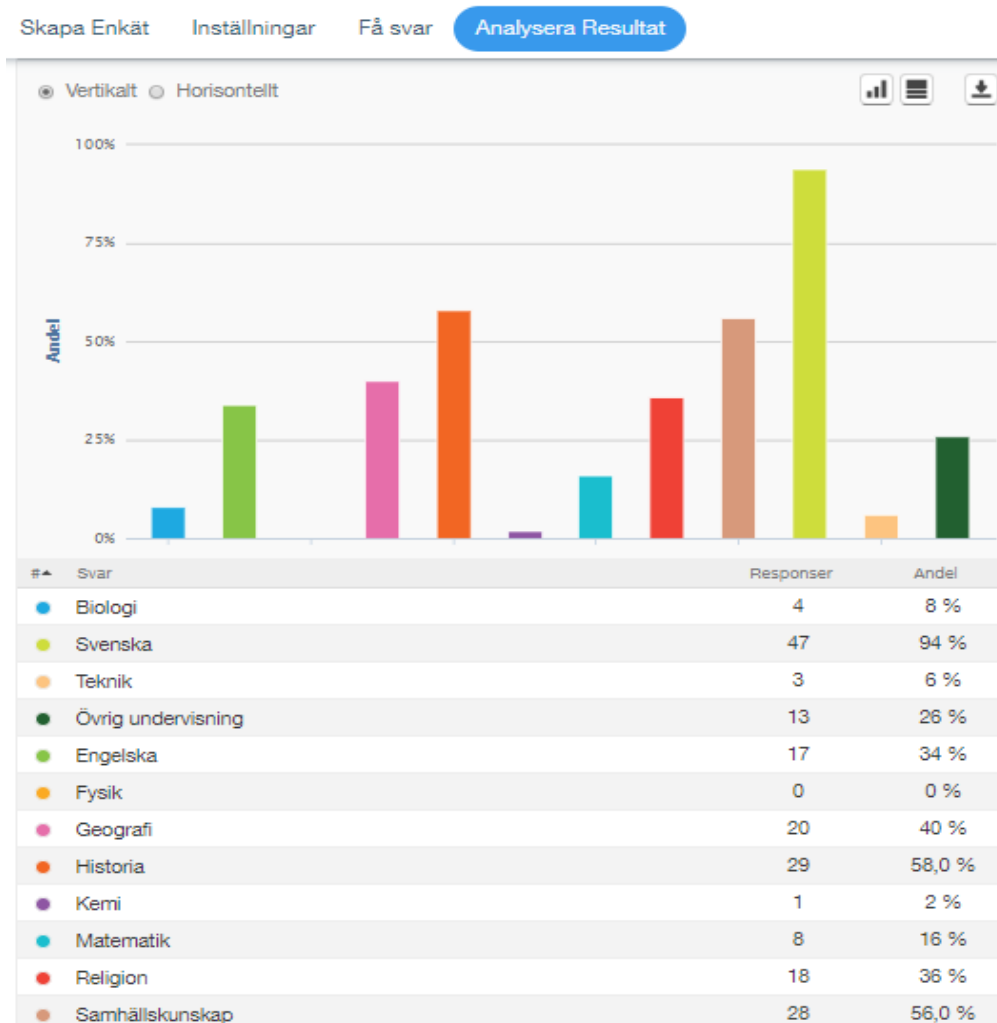 Skapa Enkät Inställningar Få svar Analysera Resultat
Vertikalt Horisontellt
100%
75%
50%
25%
0%
Andel
# Svar Responser Andel
Biologi 4 8 %
Svenska 47 94 %
Teknik 3 6 %
Övrig undervisning 13 26 %
Engelska 17 34 %
Fysik 0 0 %
Geografi 20 40 %
Historia 29 58,0 %
Kemi 1 2 %
Matematik 8 16 %
Religion 18 36 %
Samhällskunskap 28 56,0 %